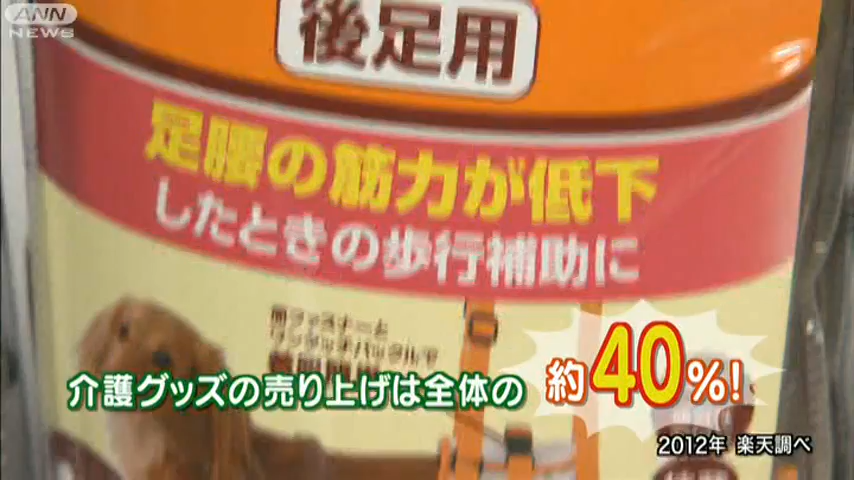 ANN
NEWS
後足用
足腰の筋力が低下
したときの歩行補助に
介護グッズの売り上げは全体の 約40%!
2012年 楽天調べ